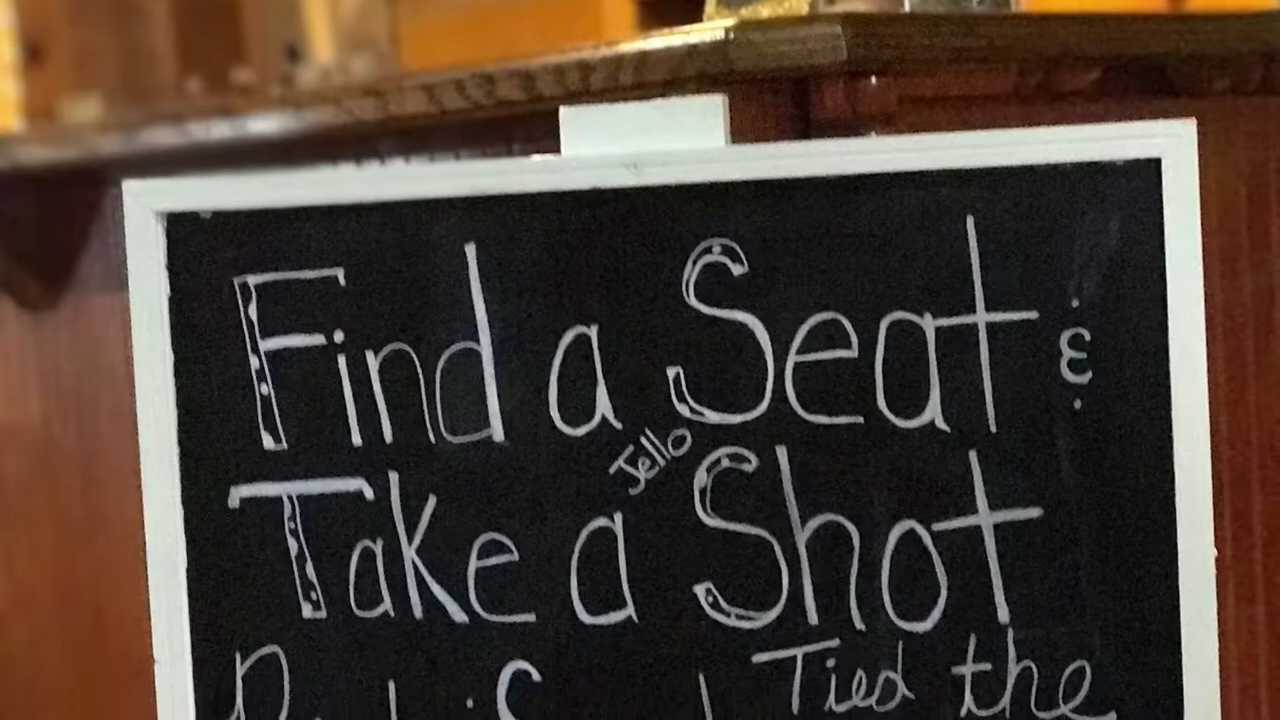 Find a Seat &
Jello
Take a Shot
Tied the